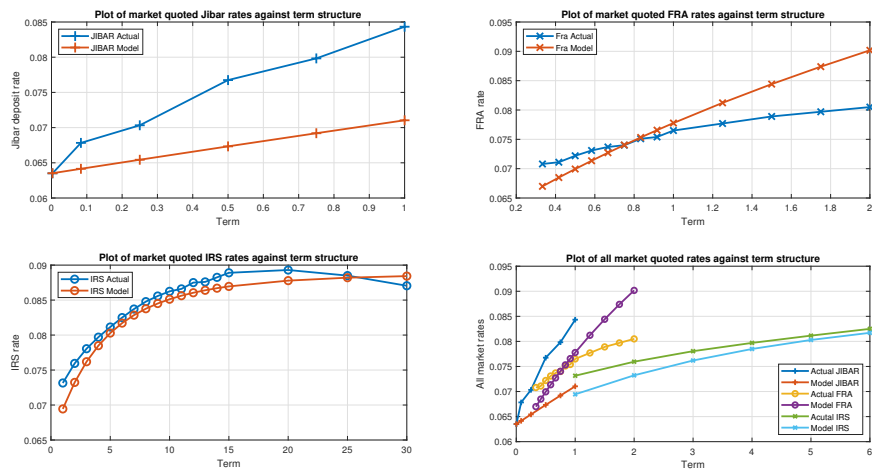 Plot of market quoted Jibar rates against term structure
JIBAR Actual
JIBAR Model
Jibar deposit rate
0.085
0.08
0.075
0.07
0.065
0.06
0 0.1 0.2 0.3 0.4 0.5 0.6 0.7 0.8 0.9 1
Term
Plot of market quoted FRA rates against term structure
Fra Actual
Fra Model
FRA rate
0.095
0.09
0.085
0.08
0.075
0.07
0.065
0.2 0.4 0.6 0.8 1 1.2 1.4 1.6 1.8 2
Term
Plot of market quoted IRS rates against term structure
IRS Actual
IRS Model
IRS rate
0.09
0.085
0.08
0.075
0.07
0.065
0 5 10 15 20 25 30
Term
Plot of all market quoted rates against term structure
All market rates
0.095
0.09
0.085
0.08
0.075
0.07
0.065
0.06
Actual JIBAR
Model JIBAR
Actual FRA
Model FRA
Acutal IRS
Model IRS
0 1 2 3 4 5 6
Term